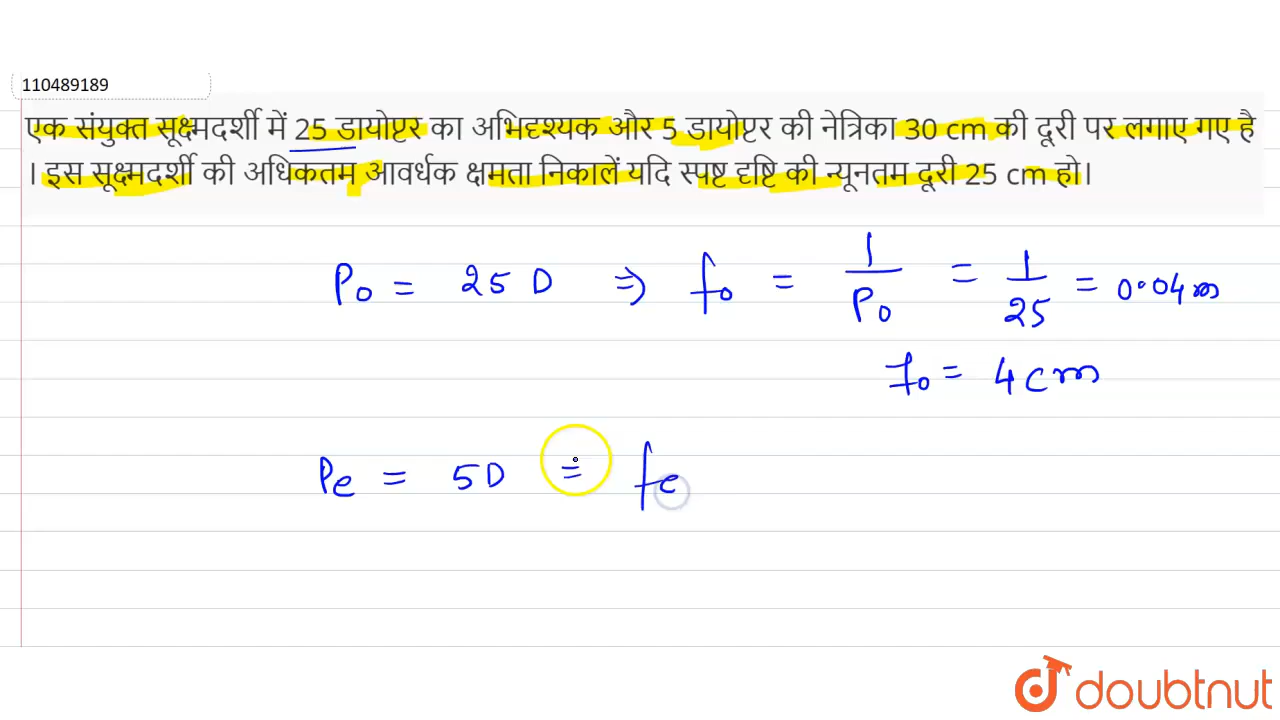 110489189
एक संयुक्त सूक्ष्मदर्शी में 25 डायोप्टर का अभिदृश्यक और 5 डायोप्टर की नेत्रिका 30 cm की दूरी पर लगाए गए है
। इस सूक्ष्मदर्शी की अधिकतम आवर्धक क्षमता निकालें यदि स्पष्ट दृष्टि की न्यूनतम दूरी 25 cm हो।
P₀ = 25 D ⇒ f₀ = 1/P₀ = 1/25 = 0.04 m
f₀ = 4 cm
Pe = 5D = fe
doubtnut